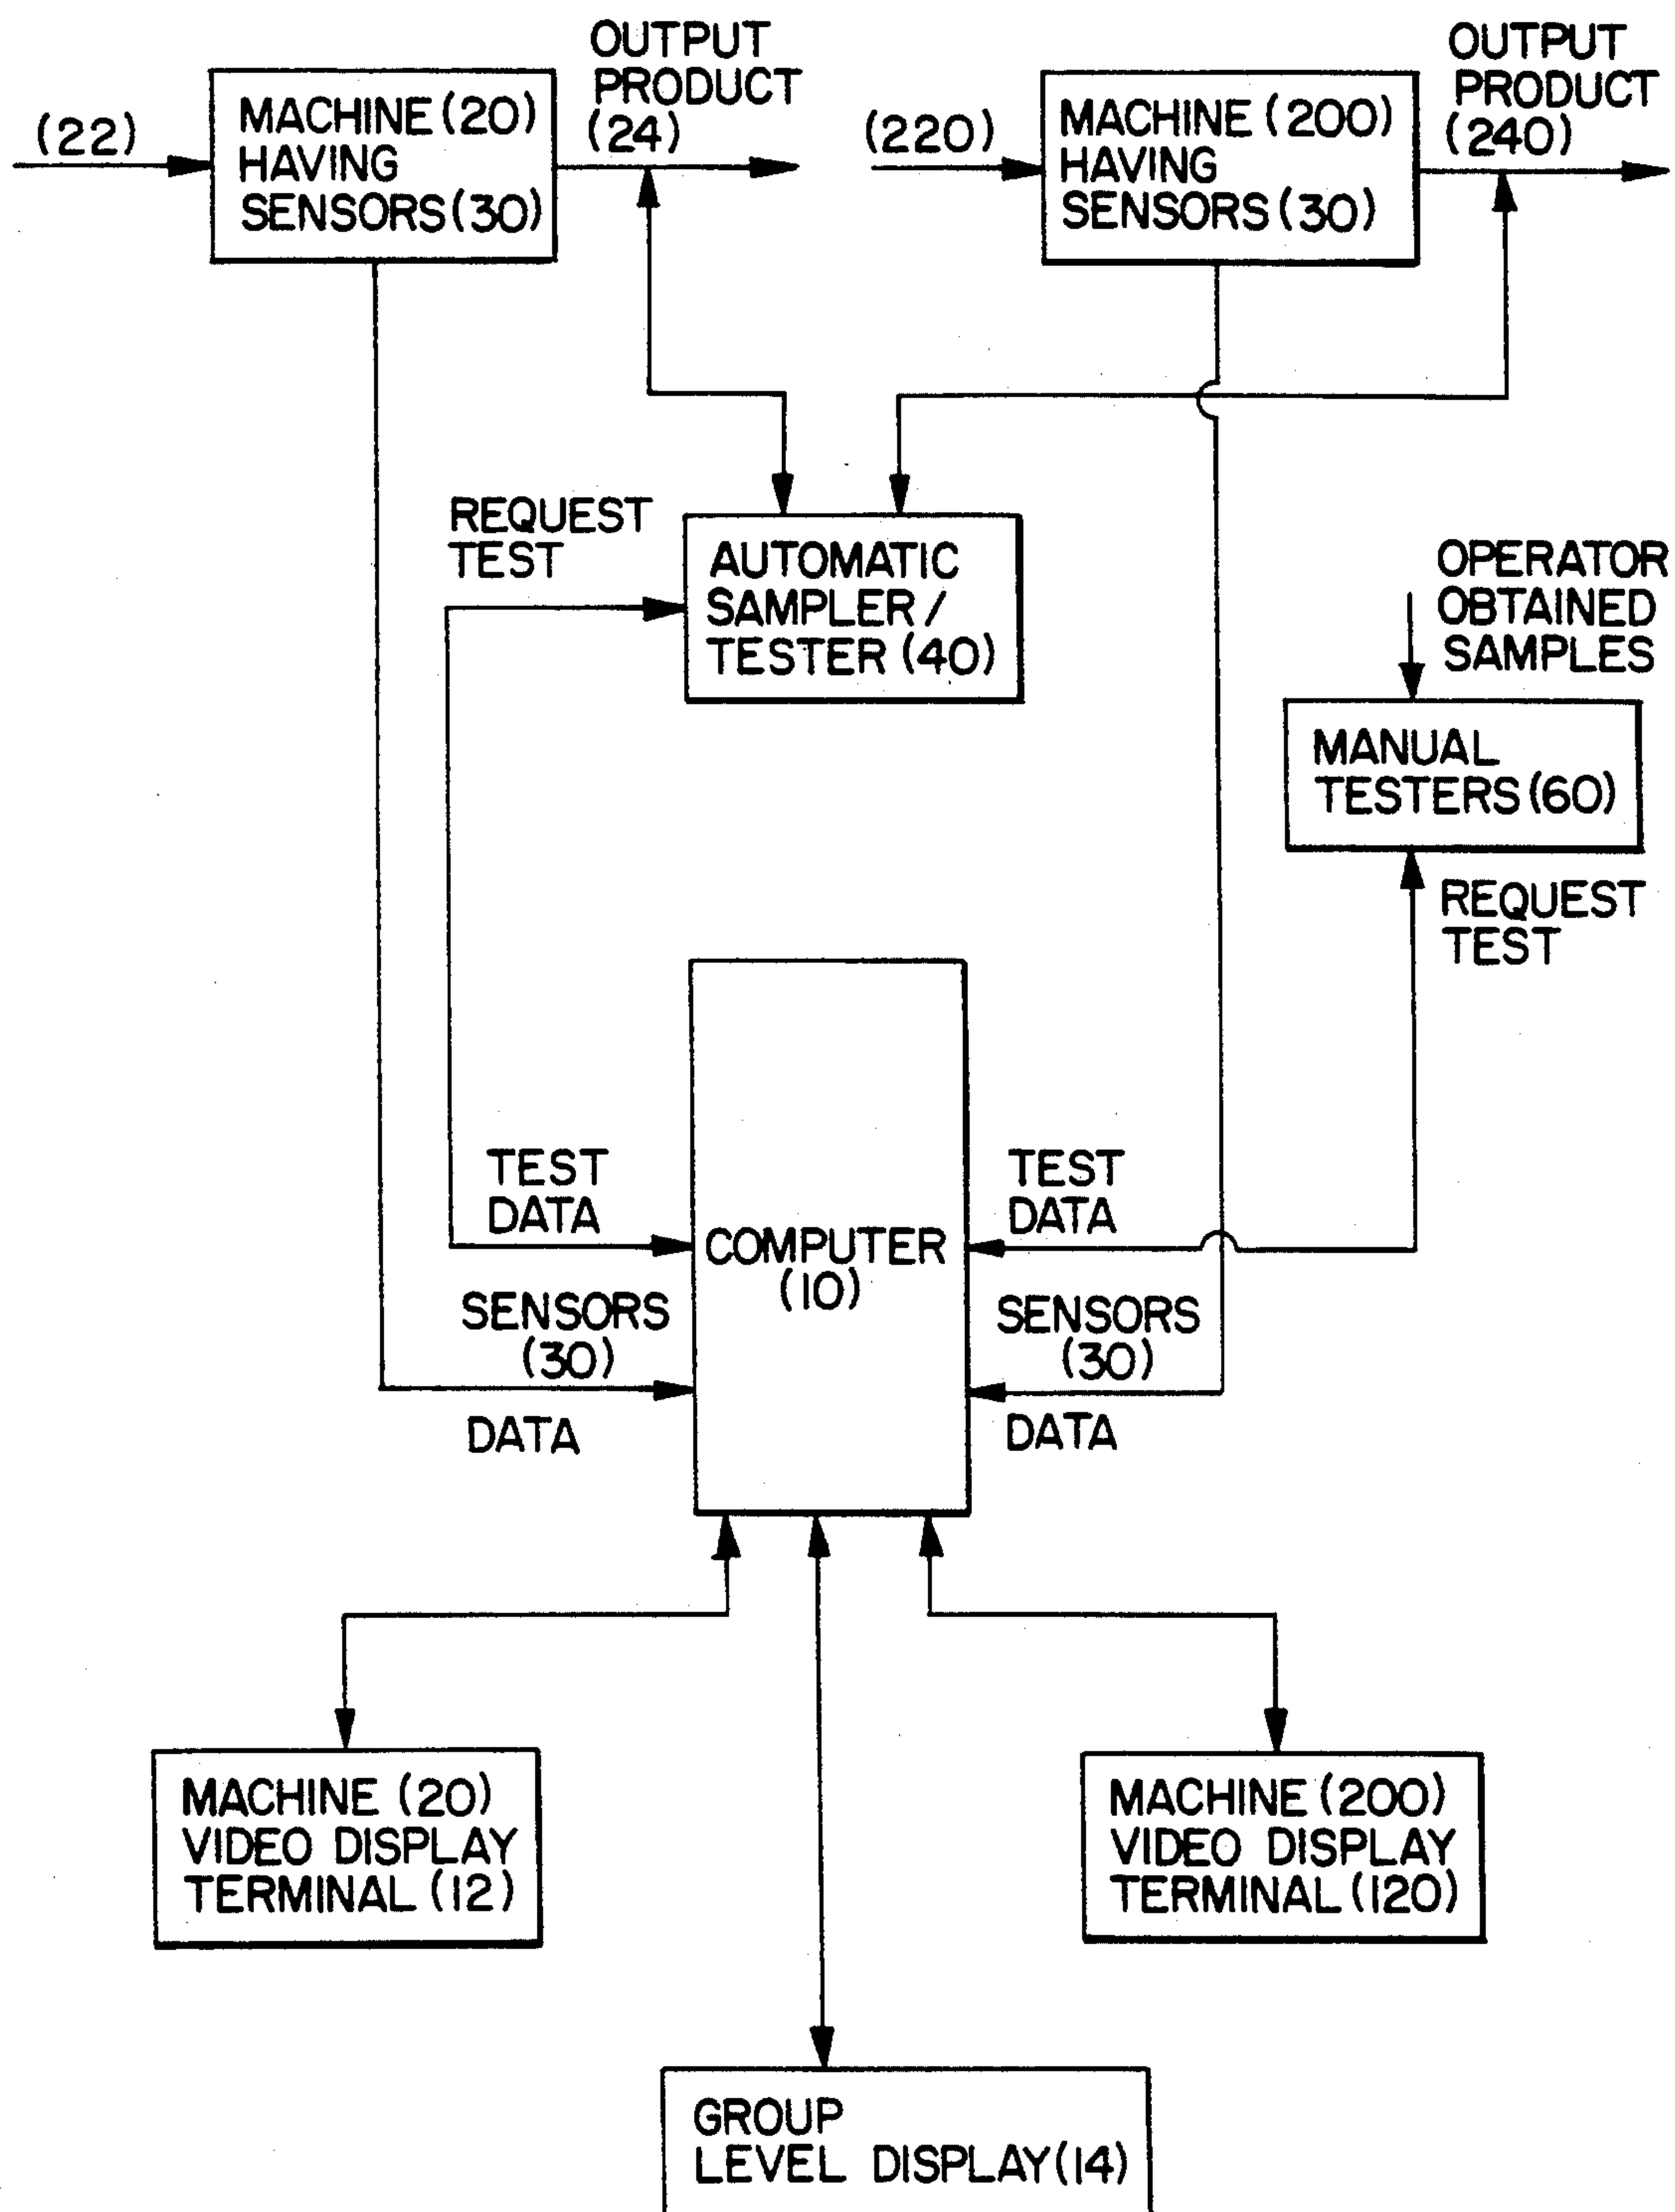 (22)
MACHINE (20)
HAVING
SENSORS (30)
OUTPUT
PRODUCT
(24)
(220)
MACHINE (200)
HAVING
SENSORS (30)
OUTPUT
PRODUCT
(240)
REQUEST
TEST
AUTOMATIC
SAMPLER /
TESTER (40)
OPERATOR
OBTAINED
SAMPLES
MANUAL
TESTERS (60)
REQUEST
TEST
TEST
DATA
SENSORS
(30)
DATA
COMPUTER
(10)
TEST
DATA
SENSORS
(30)
DATA
MACHINE (20)
VIDEO DISPLAY
TERMINAL (12)
MACHINE (200)
VIDEO DISPLAY
TERMINAL (120)
GROUP
LEVEL DISPLAY (14)